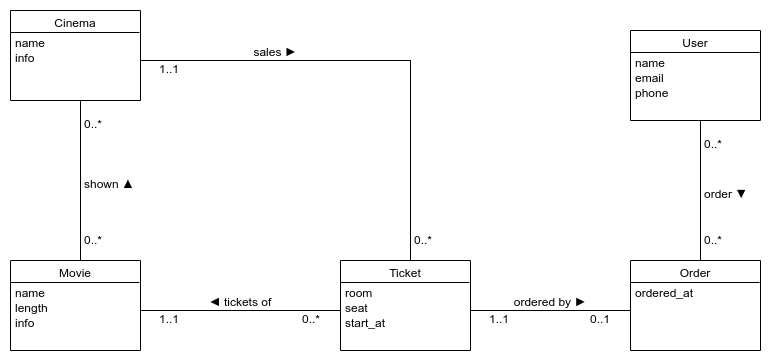 Cinema
name
info
sales ►
1..1
User
name
email
phone
0..*
shown ▲
0..*
0..*
order ▼
0..*
0..*
Movie
name
length
info
◄ tickets of
1..1
0..*
Ticket
room
seat
start_at
ordered by ►
1..1
0..1
Order
ordered_at